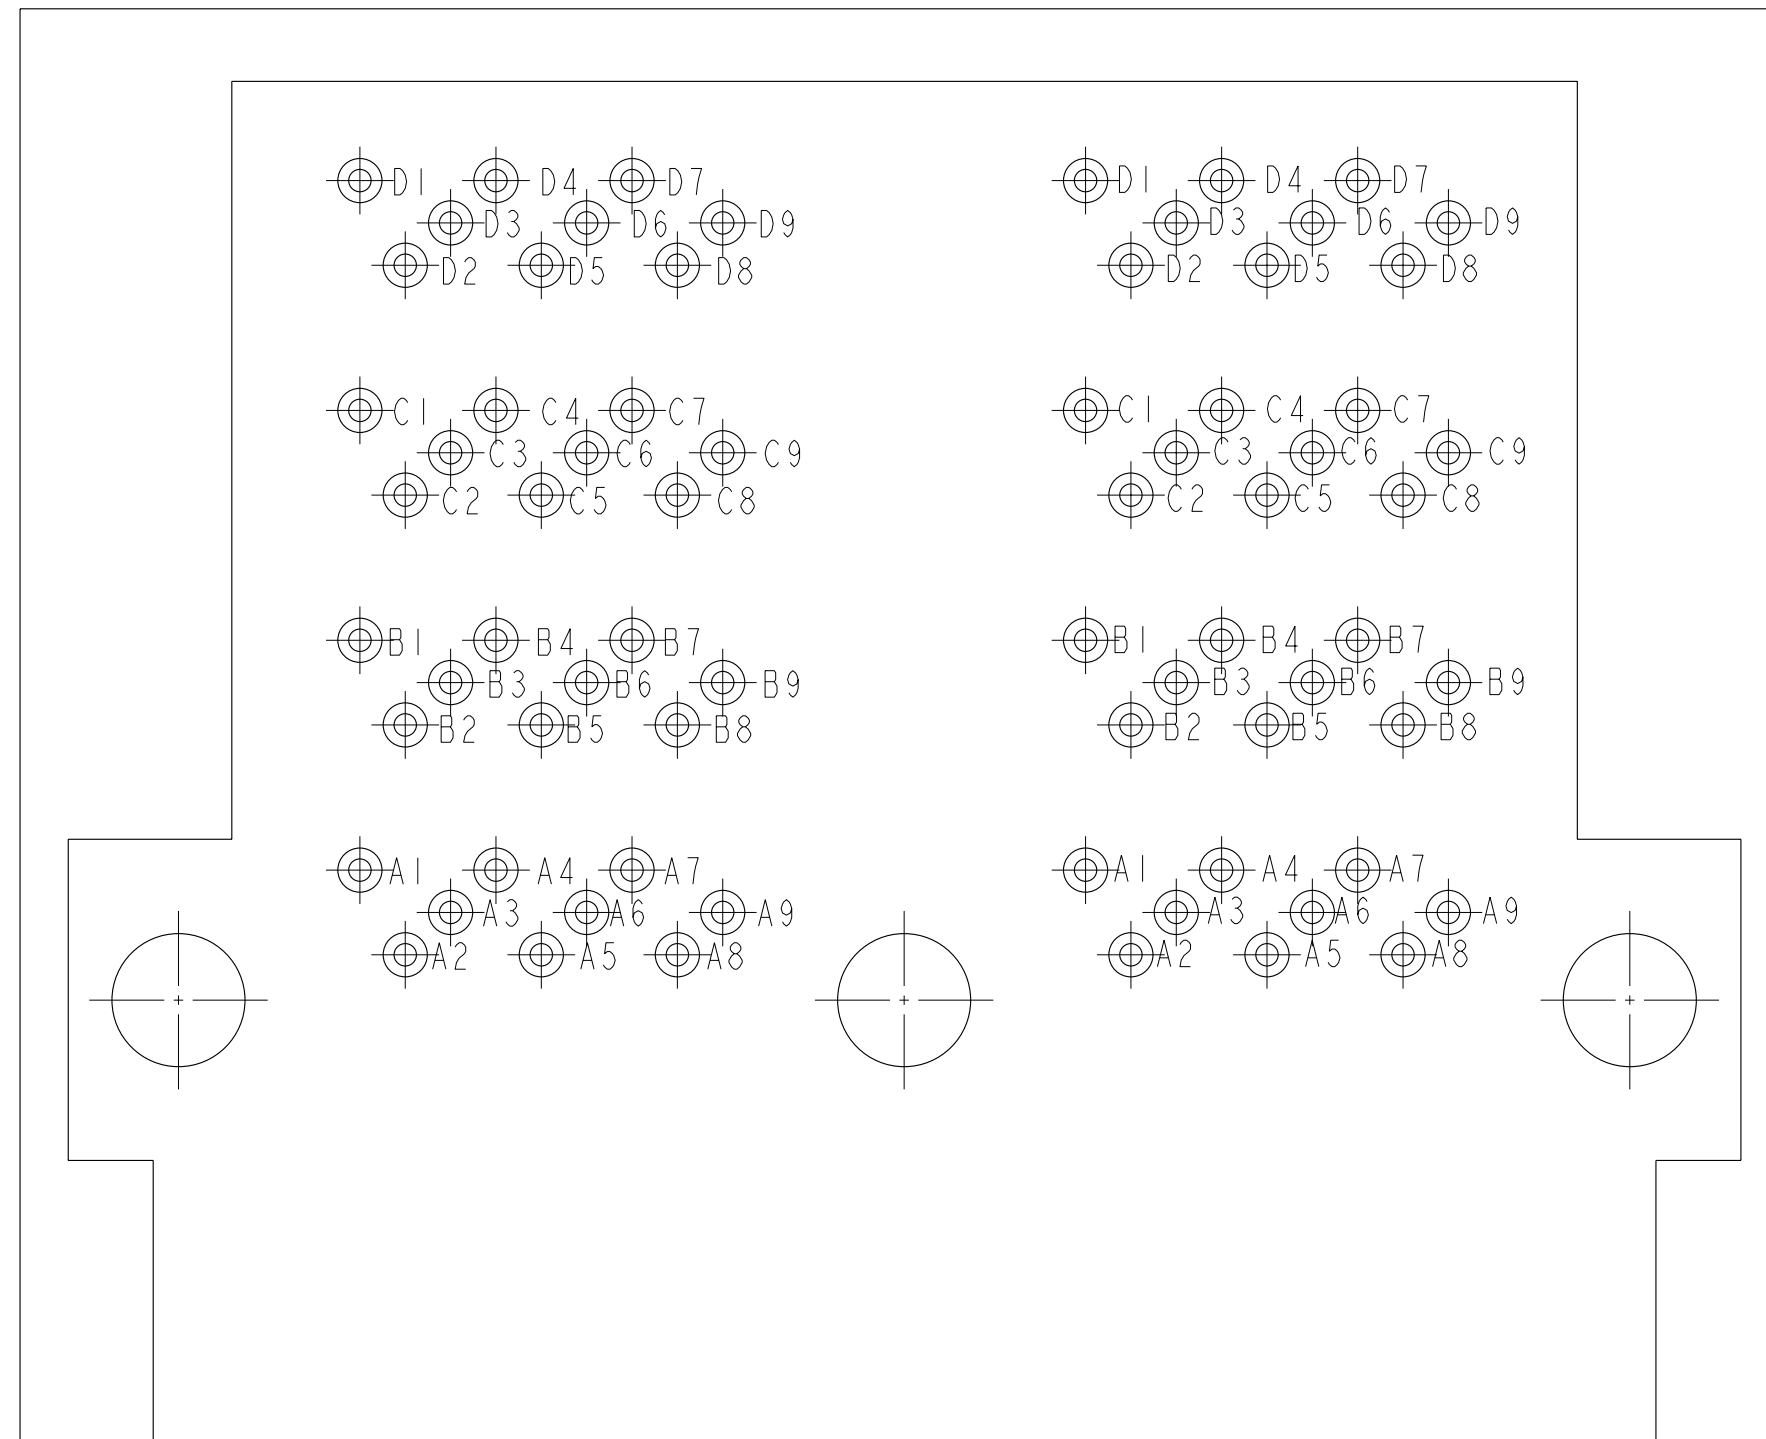 D1 D4 D7 D1 D4 D7
D3 D6 D9 D3 D6 D9
D2 D5 D8 D2 D5 D8
C1 C4 C7 C1 C4 C7
C3 C6 C9 C3 C6 C9
C2 C5 C8 C2 C5 C8
B1 B4 B7 B1 B4 B7
B3 B6 B9 B3 B6 B9
B2 B5 B8 B2 B5 B8
A1 A4 A7 A1 A4 A7
A3 A6 A9 A3 A6 A9
A2 A5 A8 A2 A5 A8